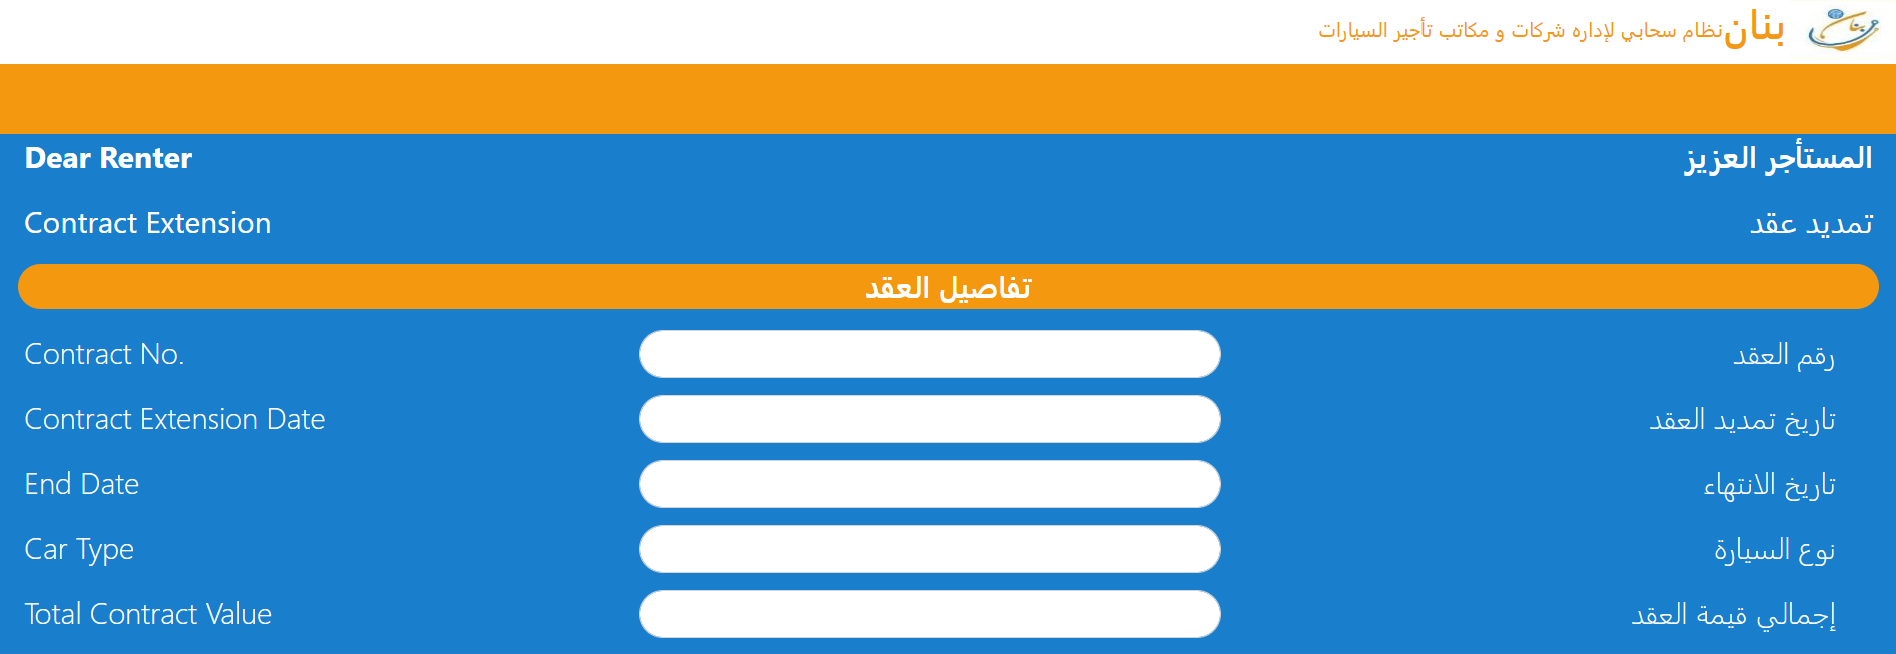 بنان نظام سحابي لإداره شركات و مكاتب تأجير السيارات
المستأجر العزيز
Dear Renter
تمديد عقد
Contract Extension
تفاصيل العقد
رقم العقد
Contract No.
تاريخ تمديد العقد
Contract Extension Date
تاريخ الانتهاء
End Date
نوع السيارة
Car Type
إجمالي قيمة العقد
Total Contract Value